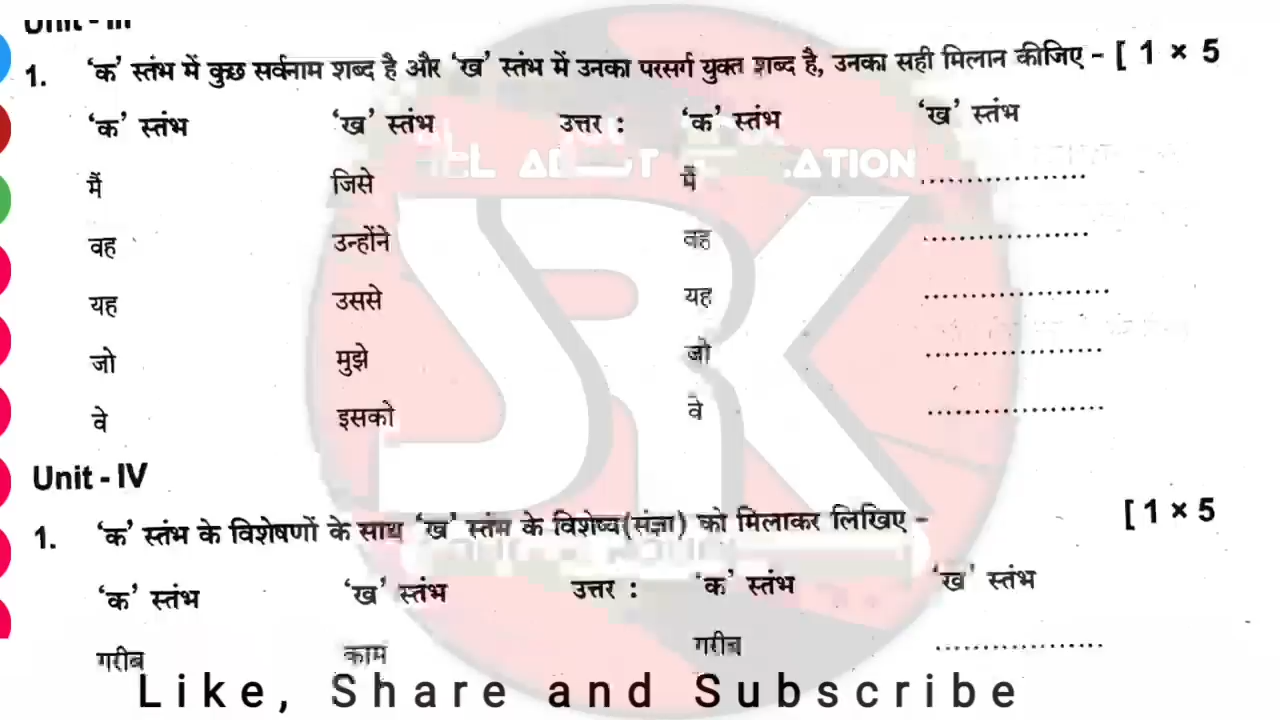 Unit - III
1. 'क' स्तंभ में कुछ सर्वनाम शब्द है और 'ख' स्तंभ में उनका परसर्ग युक्त शब्द है, उनका सही मिलान कीजिए - [ 1 × 5
'क' स्तंभ 'ख' स्तंभ उत्तर : 'क' स्तंभ 'ख' स्तंभ
मैं जिसे मैं ....................
वह उन्होंने वह ....................
यह उससे यह ....................
जो मुझे जो ....................
वे इसको वे ....................
Unit - IV
1. 'क' स्तंभ के विशेषणों के साथ 'ख' स्तंभ के विशेष्य(संज्ञा) को मिलाकर लिखिए - [ 1 × 5
'क' स्तंभ 'ख' स्तंभ उत्तर : 'क' स्तंभ 'ख' स्तंभ
गरीब काम गरीब ....................
Like, Share and Subscribe
SRK